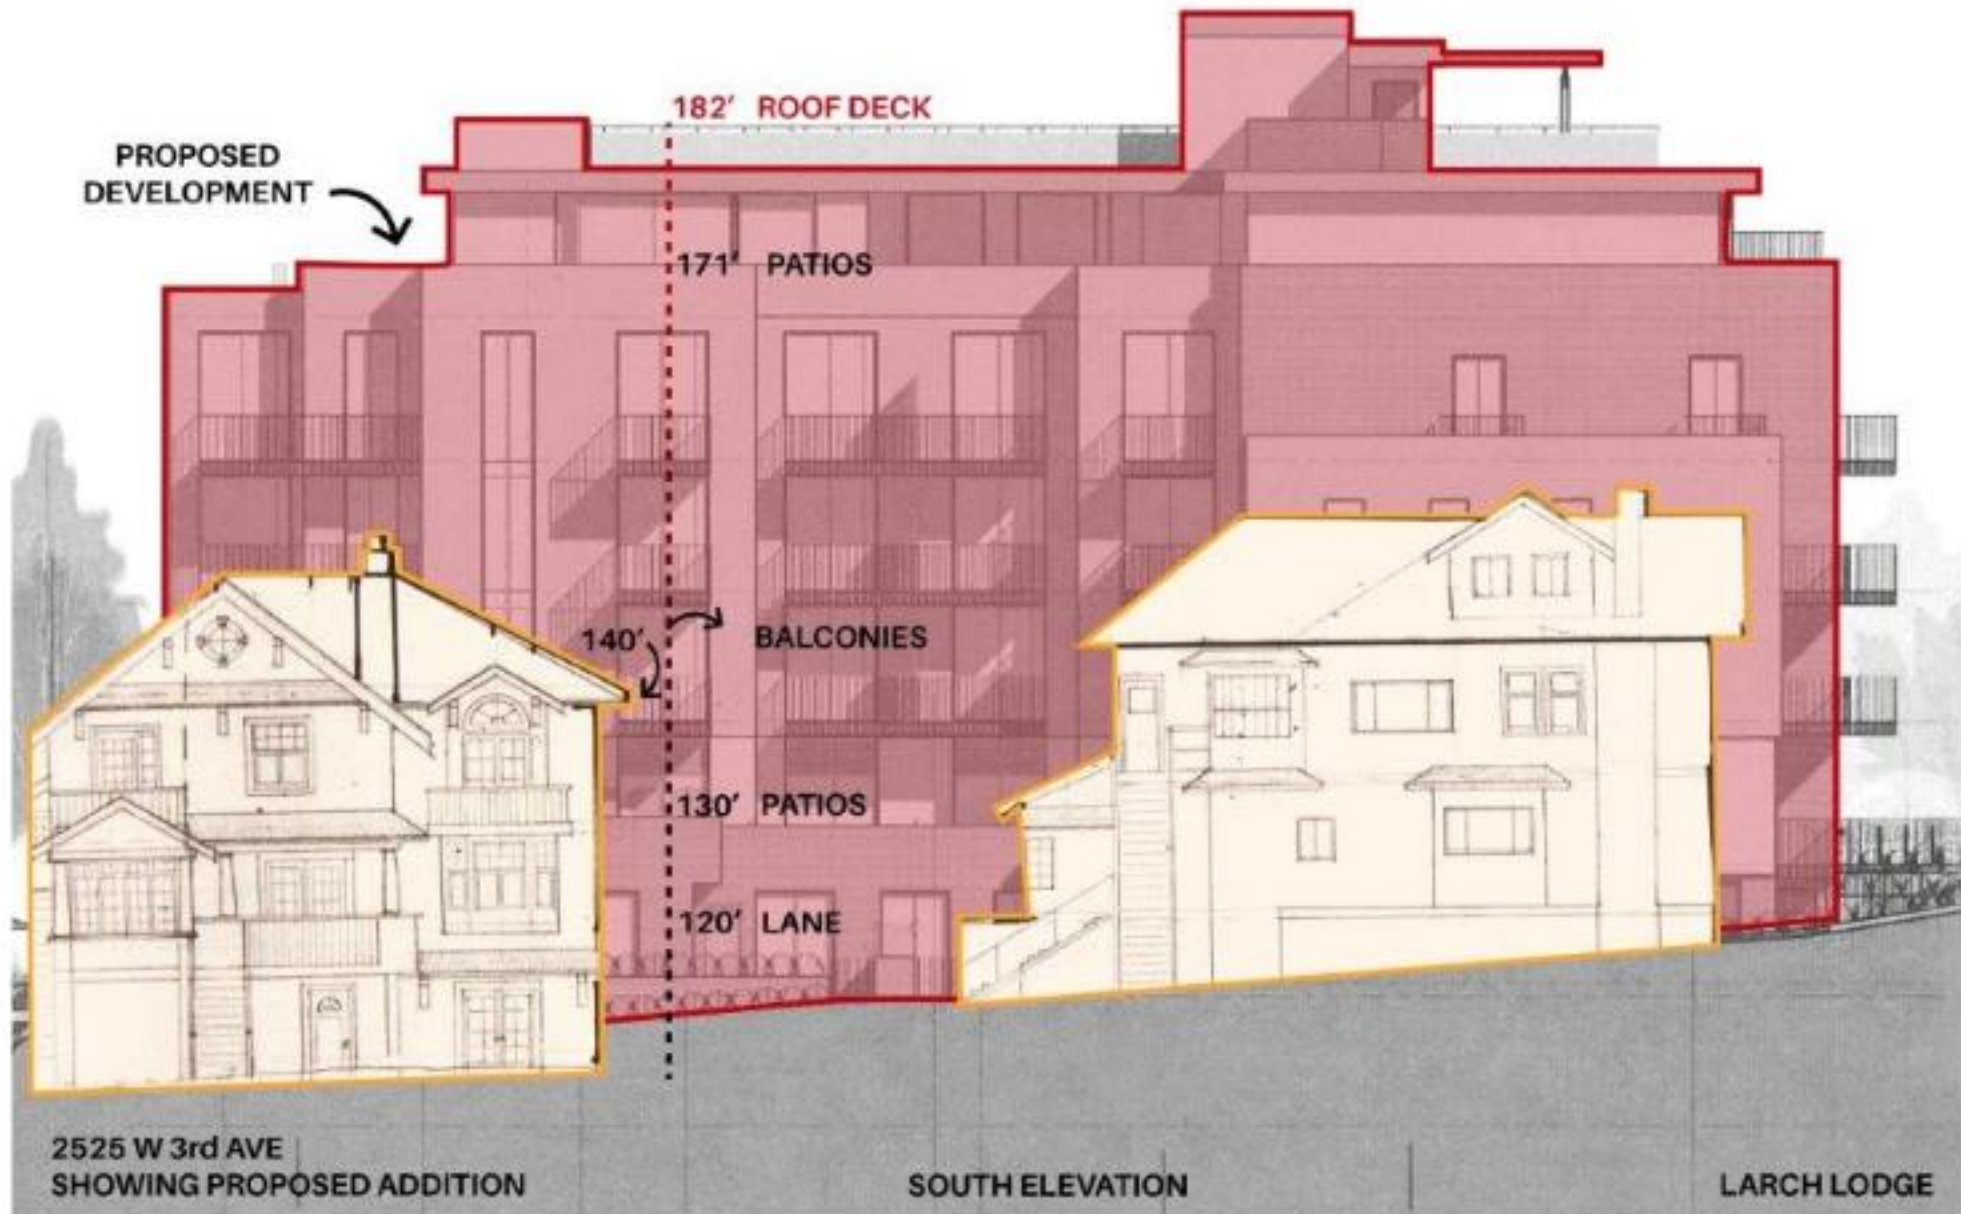 182' ROOF DECK
PROPOSED
DEVELOPMENT
171' PATIOS
140'
BALCONIES
130' PATIOS
120' LANE
2525 W 3rd AVE
SHOWING PROPOSED ADDITION
SOUTH ELEVATION
LARCH LODGE